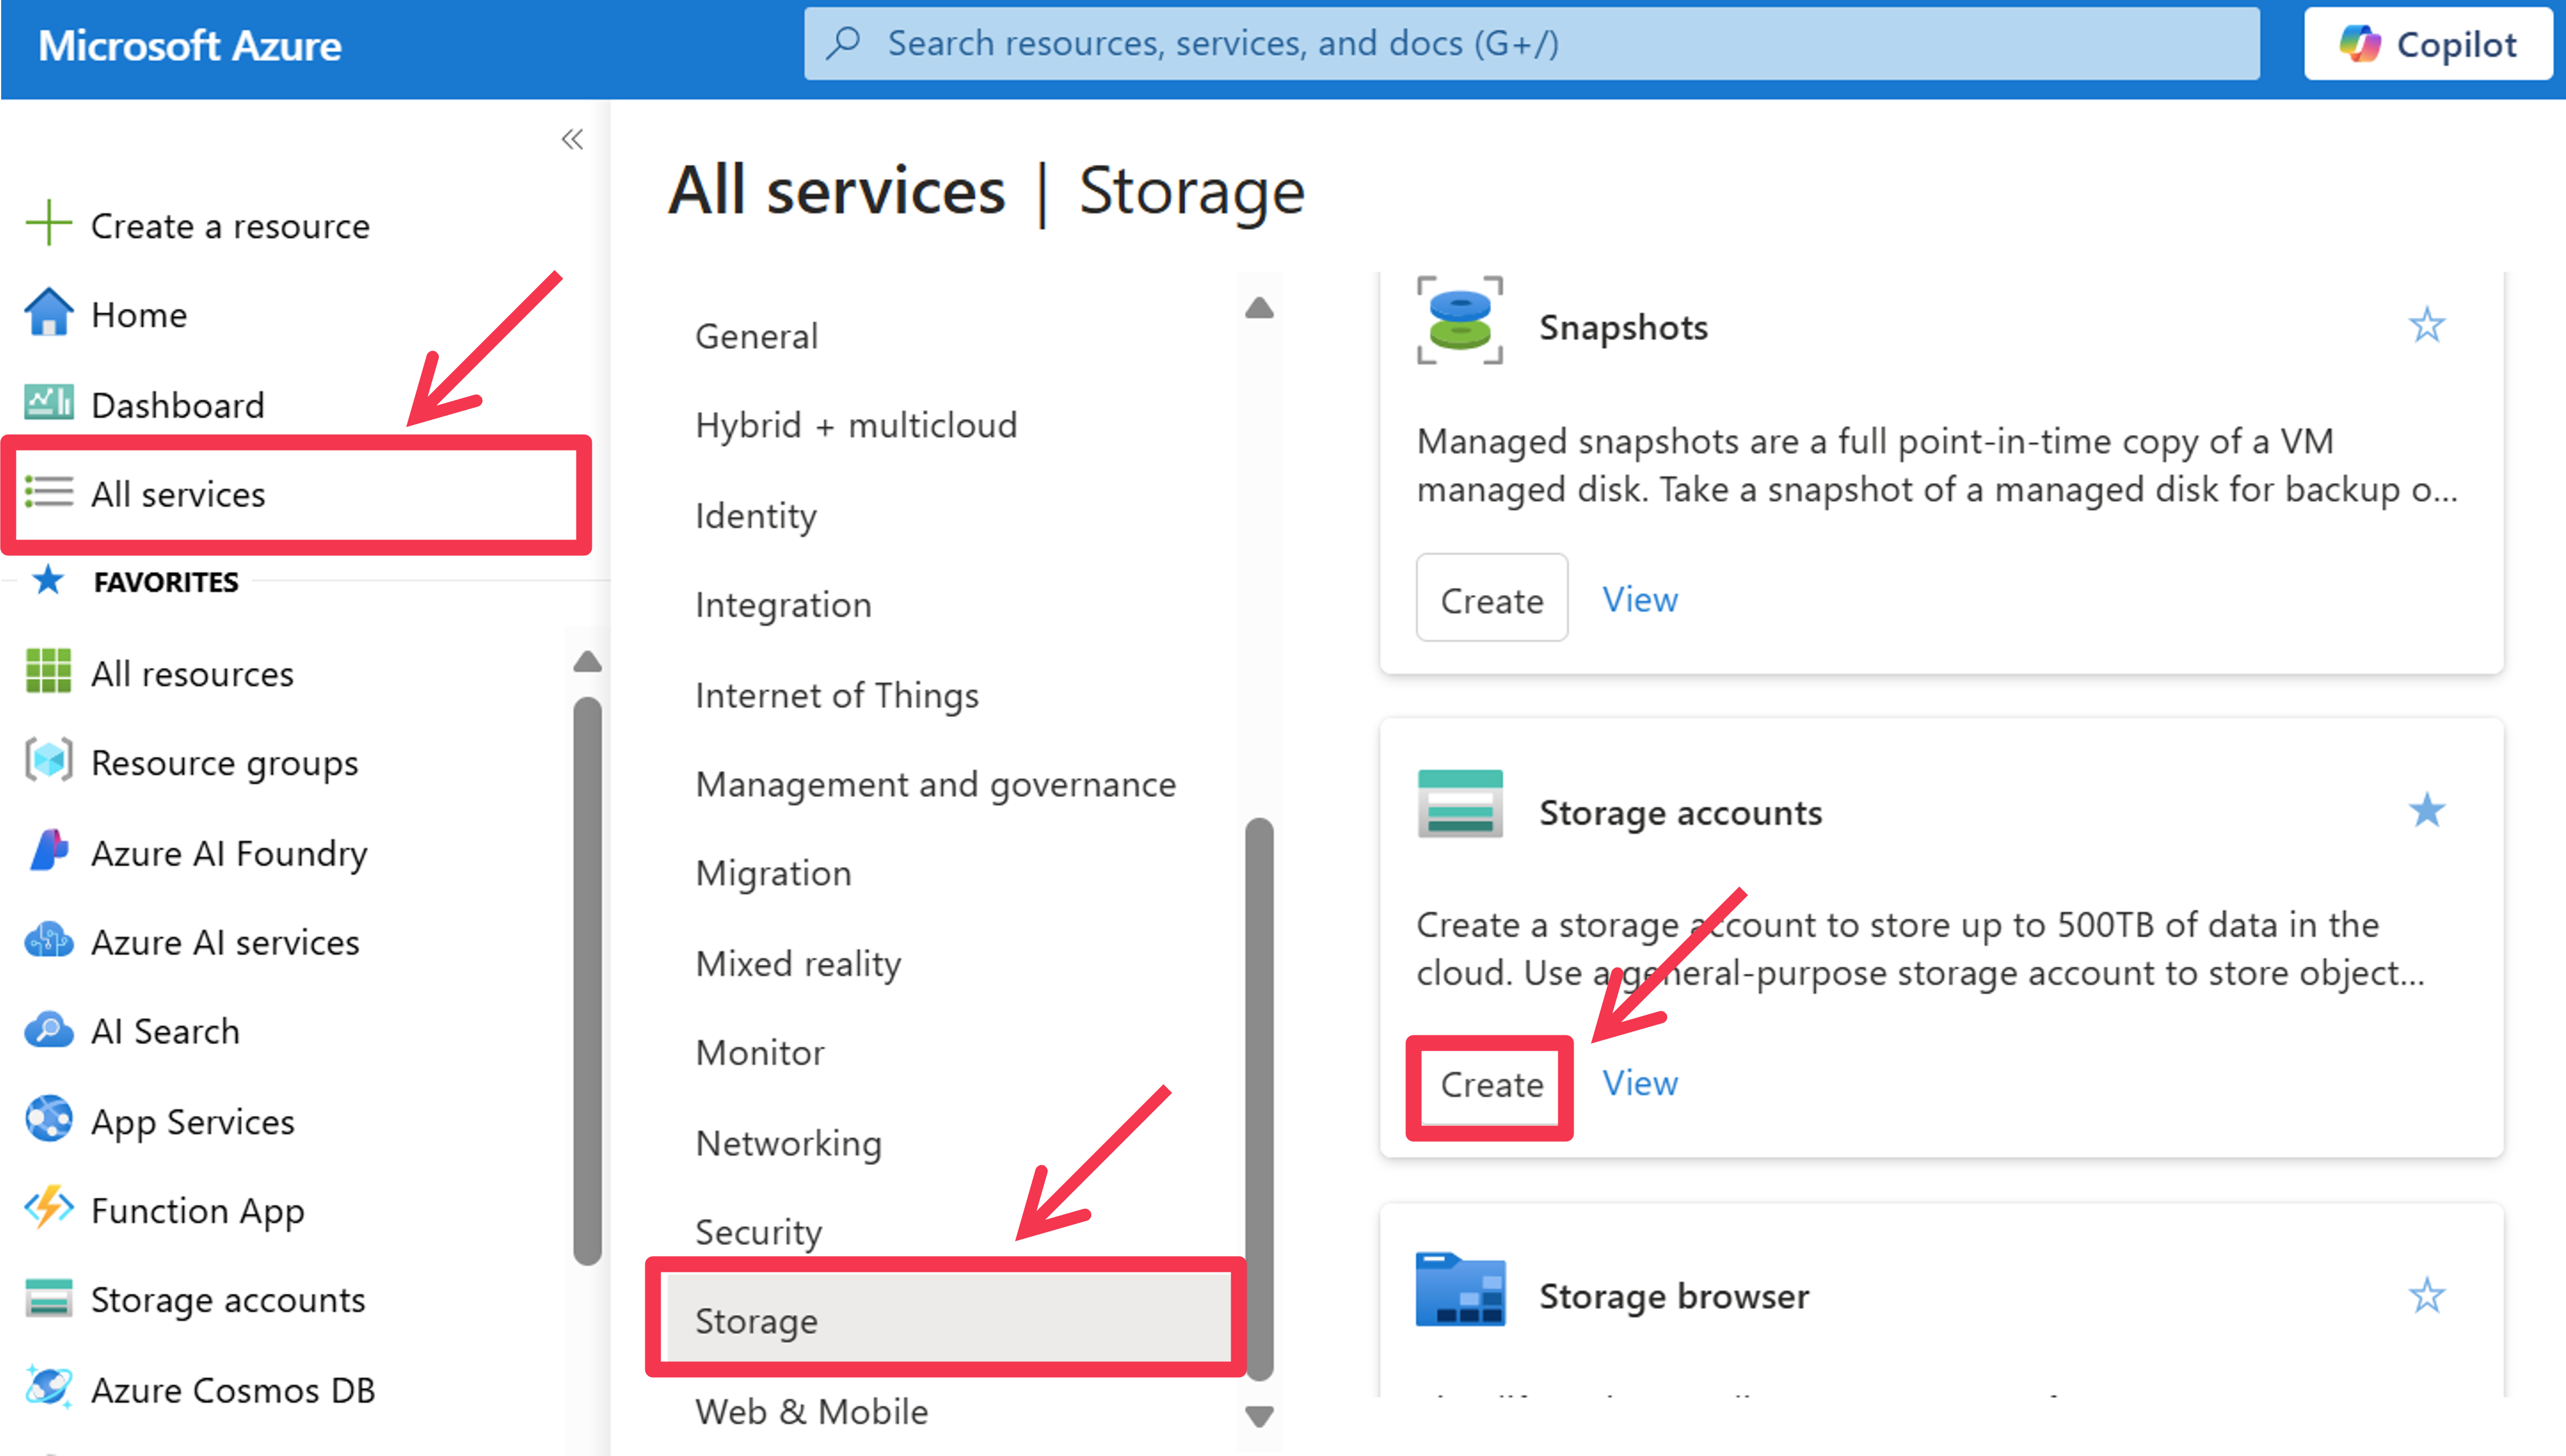 Microsoft Azure
Search resources, services, and docs (G+/)
Copilot
Create a resource
Home
Dashboard
All services
FAVORITES
All resources
Resource groups
Azure AI Foundry
Azure AI services
AI Search
App Services
Function App
Storage accounts
Azure Cosmos DB
All services | Storage
General
Hybrid + multicloud
Identity
Integration
Internet of Things
Management and governance
Migration
Mixed reality
Monitor
Networking
Security
Storage
Web & Mobile
Snapshots
Managed snapshots are a full point-in-time copy of a VM
managed disk. Take a snapshot of a managed disk for backup o...
Create View
Storage accounts
Create a storage account to store up to 500TB of data in the
cloud. Use a general-purpose storage account to store object...
Create View
Storage browser